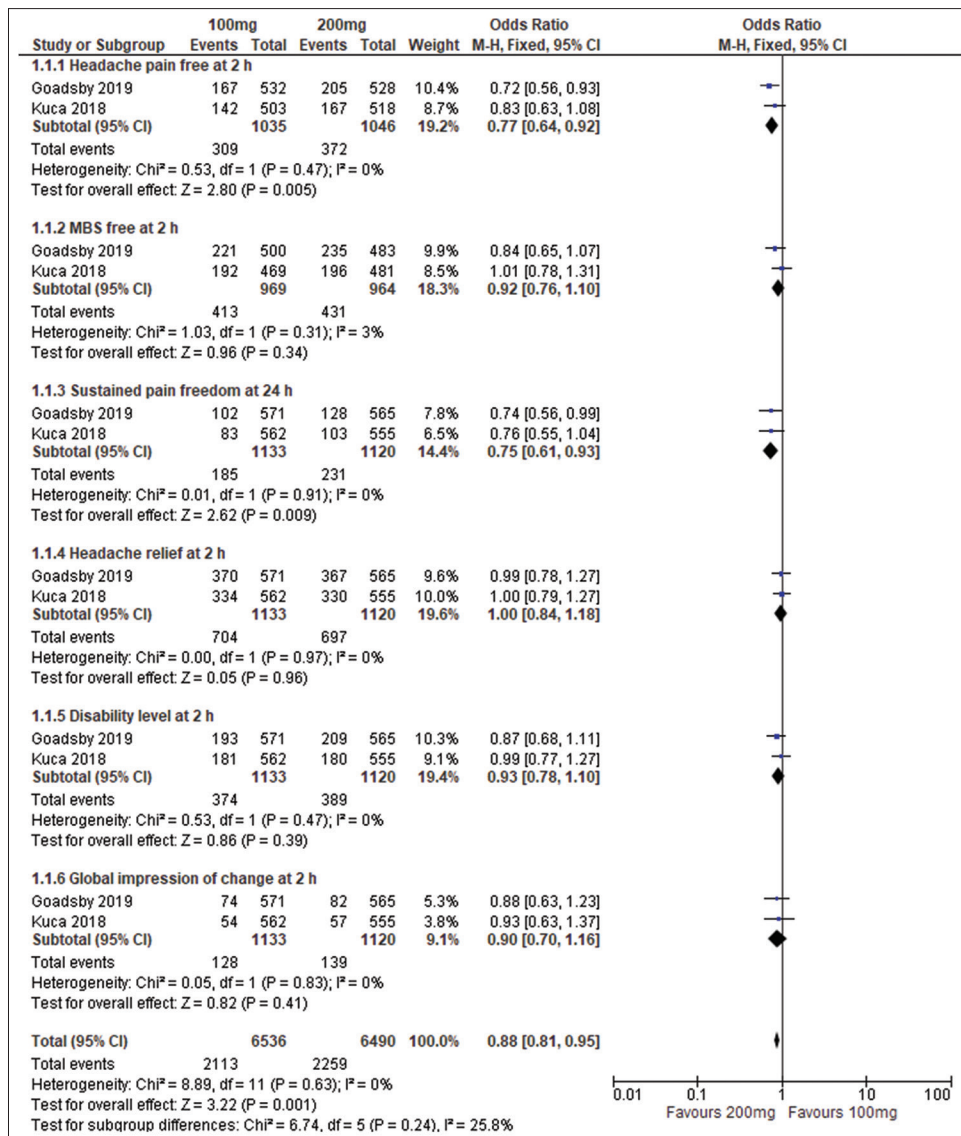 100mg 200mg Odds Ratio Odds Ratio
Study or Subgroup Events Total Events Total Weight M-H, Fixed, 95% CI M-H, Fixed, 95% CI
1.1.1 Headache pain free at 2 h
Goadsby 2019 167 532 205 528 10.4% 0.72 [0.56, 0.93]
Kuca 2018 142 503 167 518 8.7% 0.83 [0.63, 1.08]
Subtotal (95% CI) 1035 1046 19.2% 0.77 [0.64, 0.92]
Total events 309 372
Heterogeneity: Chi² = 0.53, df = 1 (P = 0.47); I² = 0%
Test for overall effect: Z = 2.80 (P = 0.005)
1.1.2 MBS free at 2 h
Goadsby 2019 221 500 235 483 9.9% 0.84 [0.65, 1.07]
Kuca 2018 192 469 196 481 8.5% 1.01 [0.78, 1.31]
Subtotal (95% CI) 969 964 18.3% 0.92 [0.76, 1.10]
Total events 413 431
Heterogeneity: Chi² = 1.03, df = 1 (P = 0.31); I² = 3%
Test for overall effect: Z = 0.96 (P = 0.34)
1.1.3 Sustained pain freedom at 24 h
Goadsby 2019 102 571 128 565 7.8% 0.74 [0.56, 0.99]
Kuca 2018 83 562 103 555 6.5% 0.76 [0.55, 1.04]
Subtotal (95% CI) 1133 1120 14.4% 0.75 [0.61, 0.93]
Total events 185 231
Heterogeneity: Chi² = 0.01, df = 1 (P = 0.91); I² = 0%
Test for overall effect: Z = 2.62 (P = 0.009)
1.1.4 Headache relief at 2 h
Goadsby 2019 370 571 367 565 9.6% 0.99 [0.78, 1.27]
Kuca 2018 334 562 330 555 10.0% 1.00 [0.79, 1.27]
Subtotal (95% CI) 1133 1120 19.6% 1.00 [0.84, 1.18]
Total events 704 697
Heterogeneity: Chi² = 0.00, df = 1 (P = 0.97); I² = 0%
Test for overall effect: Z = 0.05 (P = 0.96)
1.1.5 Disability level at 2 h
Goadsby 2019 193 571 209 565 10.3% 0.87 [0.68, 1.11]
Kuca 2018 181 562 180 555 9.1% 0.99 [0.77, 1.27]
Subtotal (95% CI) 1133 1120 19.4% 0.93 [0.78, 1.10]
Total events 374 389
Heterogeneity: Chi² = 0.53, df = 1 (P = 0.47); I² = 0%
Test for overall effect: Z = 0.86 (P = 0.39)
1.1.6 Global impression of change at 2 h
Goadsby 2019 74 571 82 565 5.3% 0.88 [0.63, 1.23]
Kuca 2018 54 562 57 555 3.8% 0.93 [0.63, 1.37]
Subtotal (95% CI) 1133 1120 9.1% 0.90 [0.70, 1.16]
Total events 128 139
Heterogeneity: Chi² = 0.05, df = 1 (P = 0.83); I² = 0%
Test for overall effect: Z = 0.82 (P = 0.41)
Total (95% CI) 6536 6490 100.0% 0.88 [0.81, 0.95]
Total events 2113 2259
Heterogeneity: Chi² = 8.89, df = 11 (P = 0.63); I² = 0%
Test for overall effect: Z = 3.22 (P = 0.001)
Test for subgroup differences: Chi² = 6.74, df = 5 (P = 0.24), I² = 25.8%
0.01 0.1 1 10 100
Favours 200mg Favours 100mg